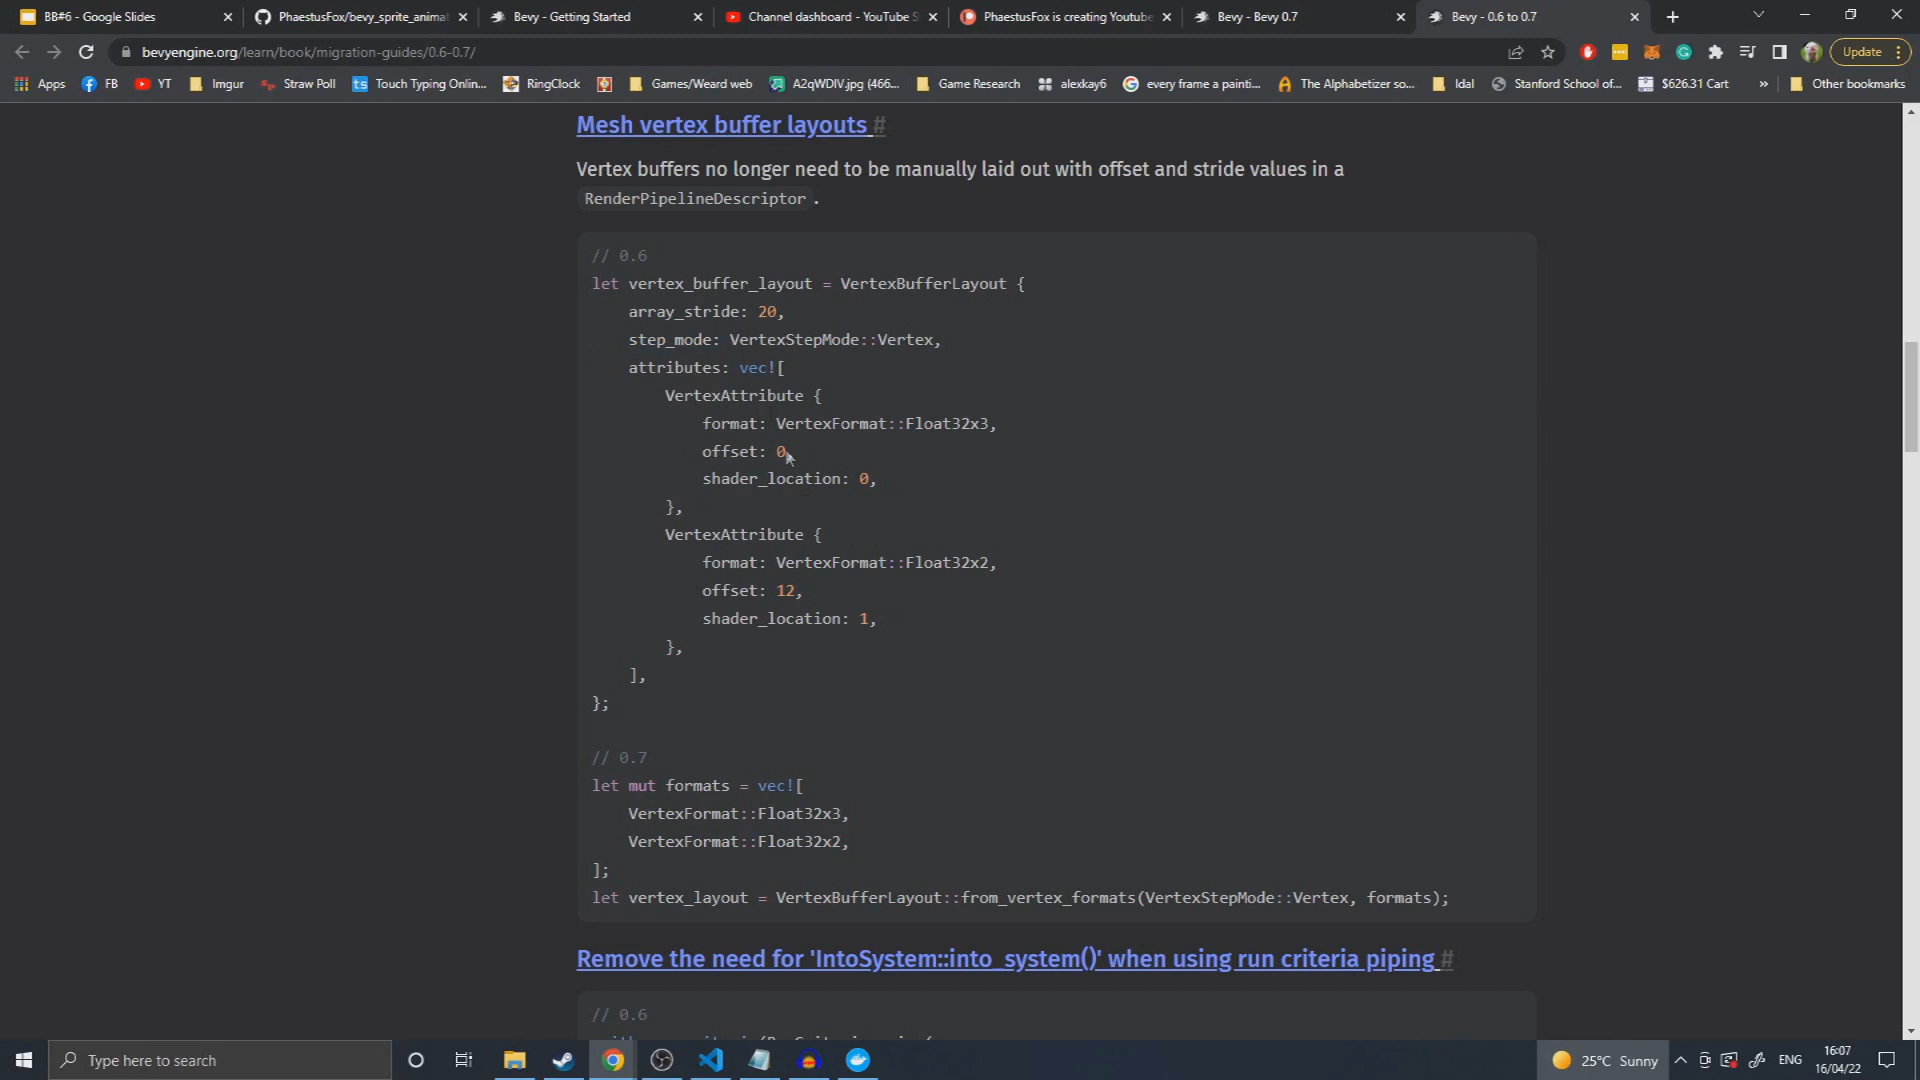 BB#6 - Google Slides
PhaestusFox/bevy_sprite_animat
Bevy - Getting Started
Channel dashboard - YouTube S
PhaestusFox is creating Youtube
Bevy - Bevy 0.7
Bevy - 0.6 to 0.7
bevyengine.org/learn/book/migration-guides/0.6-0.7/
Update
Apps
FB
YT
Imgur
Straw Poll
Touch Typing Onlin...
RingClock
Games/Weard web
A2qWDIV.jpg (466...
Game Research
alexkay6
every frame a painti...
The Alphabetizer so...
Idal
Stanford School of...
$626.31 Cart
»
Other bookmarks
Mesh vertex buffer layouts #
Vertex buffers no longer need to be manually laid out with offset and stride values in a
RenderPipelineDescriptor .
// 0.6
let vertex_buffer_layout = VertexBufferLayout {
array_stride: 20,
step_mode: VertexStepMode::Vertex,
attributes: vec![
VertexAttribute {
format: VertexFormat::Float32x3,
offset: 0,
shader_location: 0,
},
VertexAttribute {
format: VertexFormat::Float32x2,
offset: 12,
shader_location: 1,
},
],
};
// 0.7
let mut formats = vec![
VertexFormat::Float32x3,
VertexFormat::Float32x2,
];
let vertex_layout = VertexBufferLayout::from_vertex_formats(VertexStepMode::Vertex, formats);
Remove the need for 'IntoSystem::into_system()' when using run criteria piping #
// 0.6
Type here to search
25°C Sunny
ENG
16:07
16/04/22